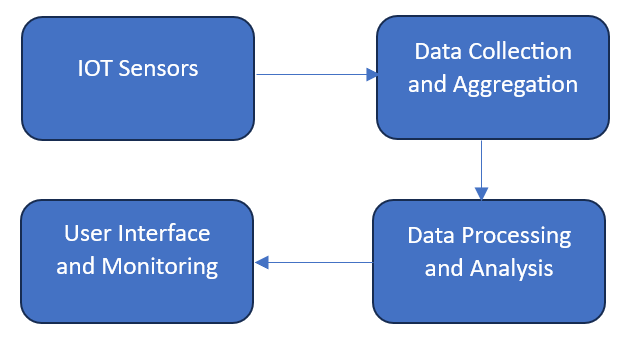 IOT Sensors
Data Collection
and Aggregation
User Interface
and Monitoring
Data Processing
and Analysis